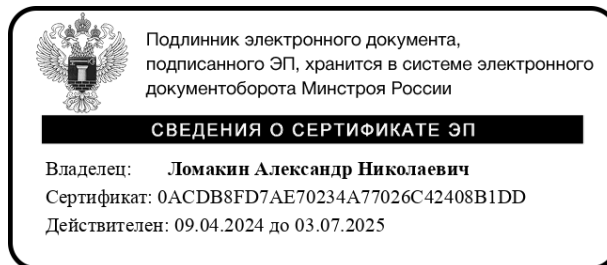 Подлинник электронного документа,
подписанного ЭП, хранится в системе электронного
документоборота Минстроя России
СВЕДЕНИЯ О СЕРТИФИКАТЕ ЭП
Владелец: Ломакин Александр Николаевич
Сертификат: 0ACDB8FD7AE70234A77026C42408B1DD
Действителен: 09.04.2024 до 03.07.2025